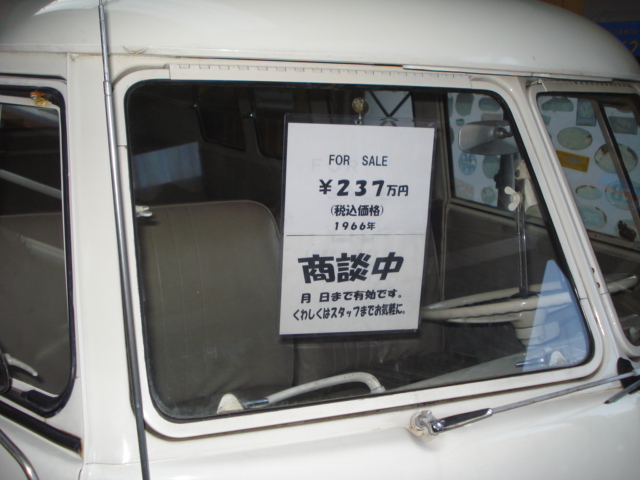 FOR SALE
¥237万円
(税込価格)
1966年
商談中
月 日まで有効です。
くわしくはスタッフまでお気軽に。